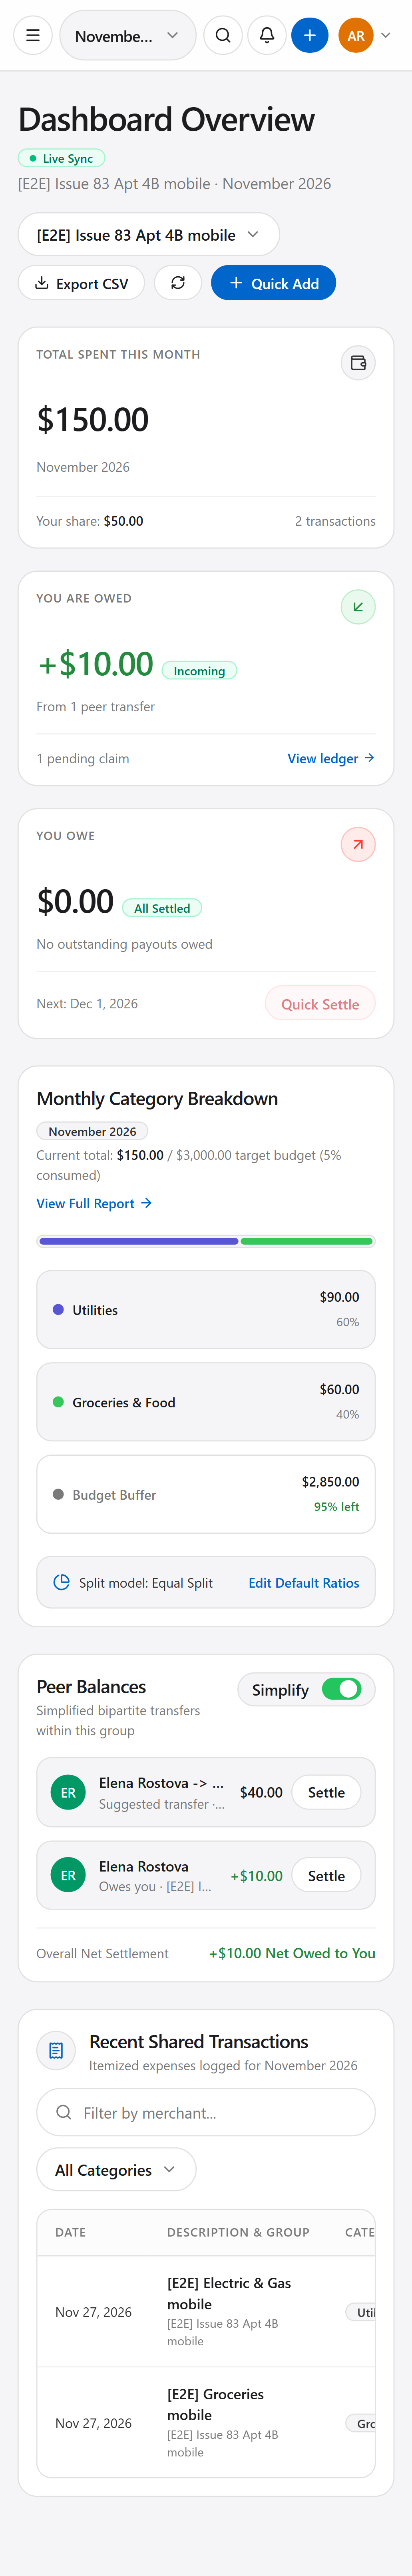 Novembe...
AR
Dashboard Overview
Live Sync
[E2E] Issue 83 Apt 4B mobile · November 2026
[E2E] Issue 83 Apt 4B mobile
Export CSV
Quick Add
TOTAL SPENT THIS MONTH
$150.00
November 2026
Your share: $50.00
2 transactions
YOU ARE OWED
+$10.00 Incoming
From 1 peer transfer
1 pending claim
View ledger →
YOU OWE
$0.00 All Settled
No outstanding payouts owed
Next: Dec 1, 2026
Quick Settle
Monthly Category Breakdown
November 2026
Current total: $150.00 / $3,000.00 target budget (5%
consumed)
View Full Report →
Utilities
$90.00
60%
Groceries & Food
$60.00
40%
Budget Buffer
$2,850.00
95% left
Split model: Equal Split
Edit Default Ratios
Peer Balances
Simplify
Simplified bipartite transfers
within this group
ER
Elena Rostova -> ...
Suggested transfer ·...
$40.00
Settle
ER
Elena Rostova
Owes you · [E2E] I...
+$10.00
Settle
Overall Net Settlement
+$10.00 Net Owed to You
Recent Shared Transactions
Itemized expenses logged for November 2026
Filter by merchant...
All Categories
DATE
DESCRIPTION & GROUP
CATE
Nov 27, 2026
[E2E] Electric & Gas
mobile
[E2E] Issue 83 Apt 4B
mobile
Util
Nov 27, 2026
[E2E] Groceries
mobile
[E2E] Issue 83 Apt 4B
mobile
Gro